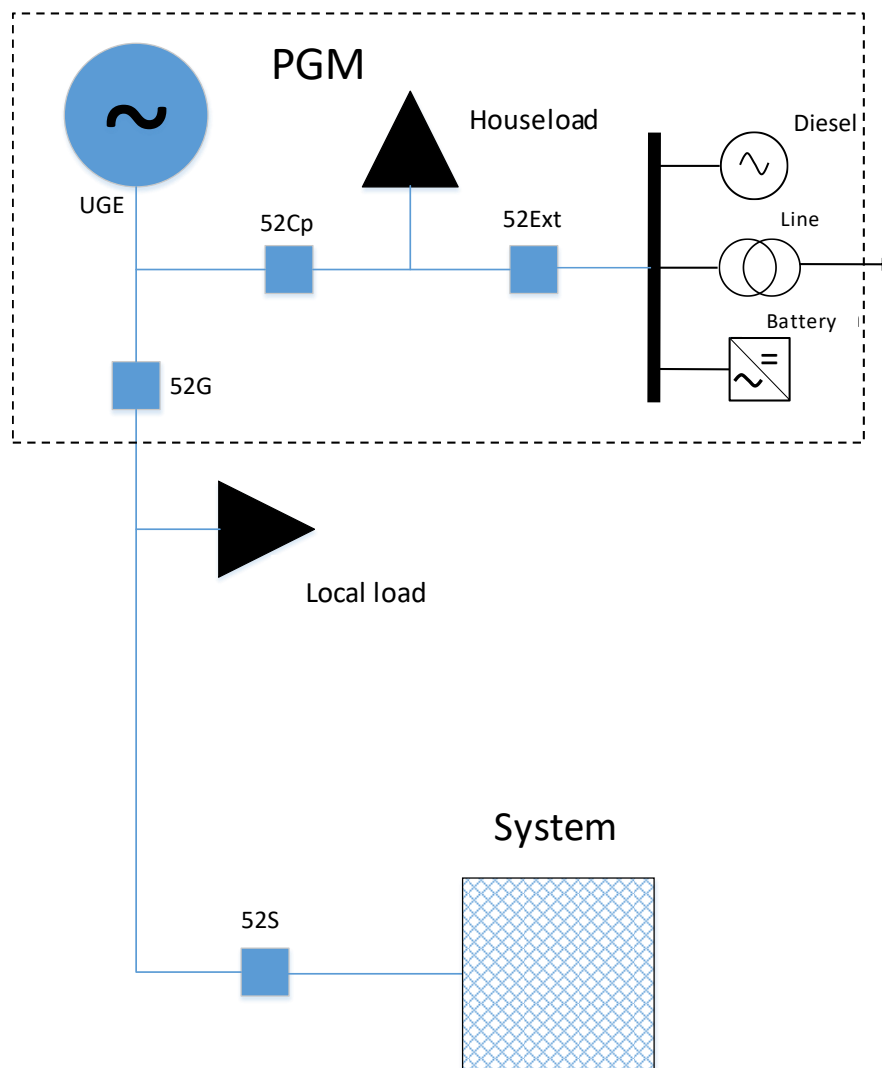 PGM
Diesel
Houseload
UGE
52Cp
52Ext
Line
Battery
52G
Local load
System
52S